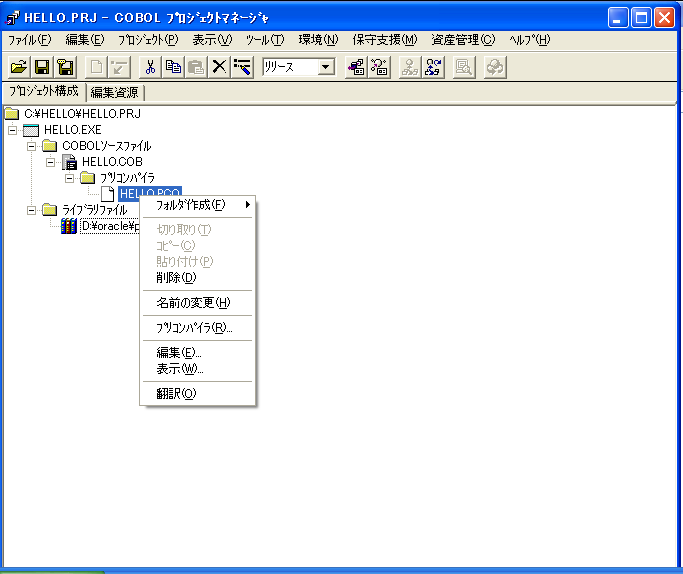 HELLO.PRJ - COBOL ﾌﾟﾛｼﾞｪｸﾄﾏﾈｰｼﾞｬ
ﾌｧｲﾙ(F) 編集(E) ﾌﾟﾛｼﾞｪｸﾄ(P) 表示(V) ﾂｰﾙ(T) 環境(N) 保守支援(M) 資産管理(C) ﾍﾙﾌﾟ(H)
ﾘﾘｰｽ
ﾌﾟﾛｼﾞｪｸﾄ構成 編集資源
C:¥HELLO¥HELLO.PRJ
HELLO.EXE
COBOLｿｰｽﾌｧｲﾙ
HELLO.COB
ﾌﾟﾘｺﾝﾊﾟｲﾗ
HELLO.PCO
ﾗｲﾌﾞﾗﾘﾌｧｲﾙ
D:¥oracle¥p
ﾌｫﾙﾀﾞ作成(F)
切り取り(T)
ｺﾋﾟｰ(C)
貼り付け(P)
削除(D)
名前の変更(H)
ﾌﾟﾘｺﾝﾊﾟｲﾗ(R)...
編集(E)...
表示(W)...
翻訳(O)